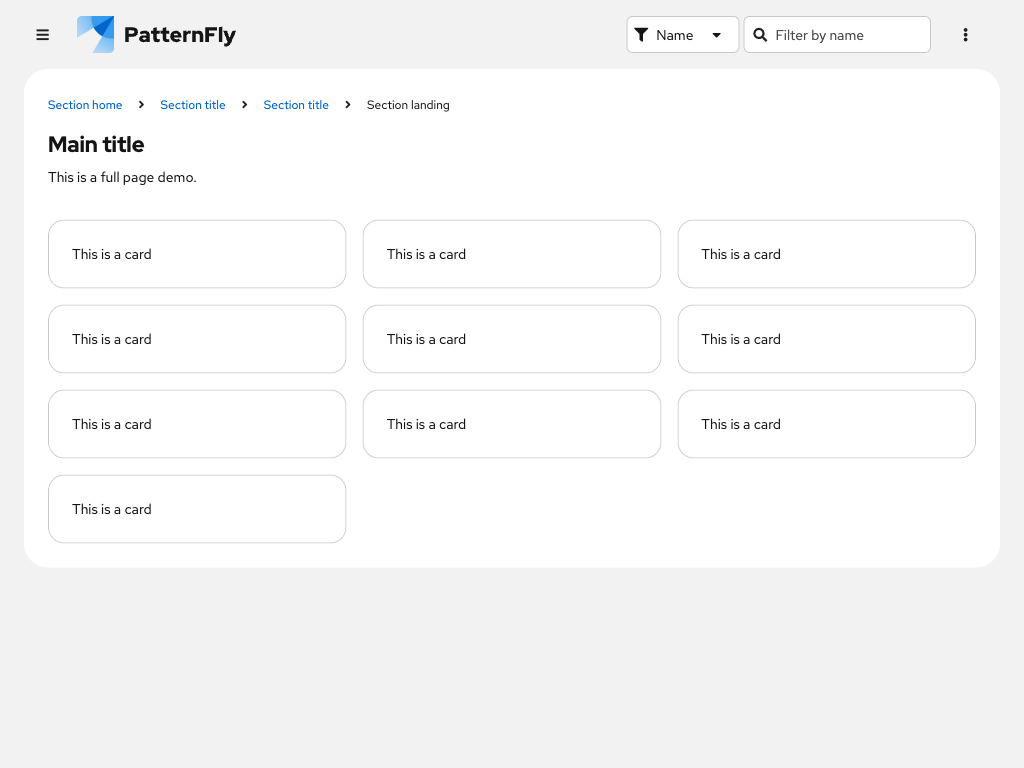 PatternFly Name Filter by name
Section home Section title Section title Section landing
Main title
This is a full page demo.
This is a card This is a card This is a card
This is a card This is a card This is a card
This is a card This is a card This is a card
This is a card